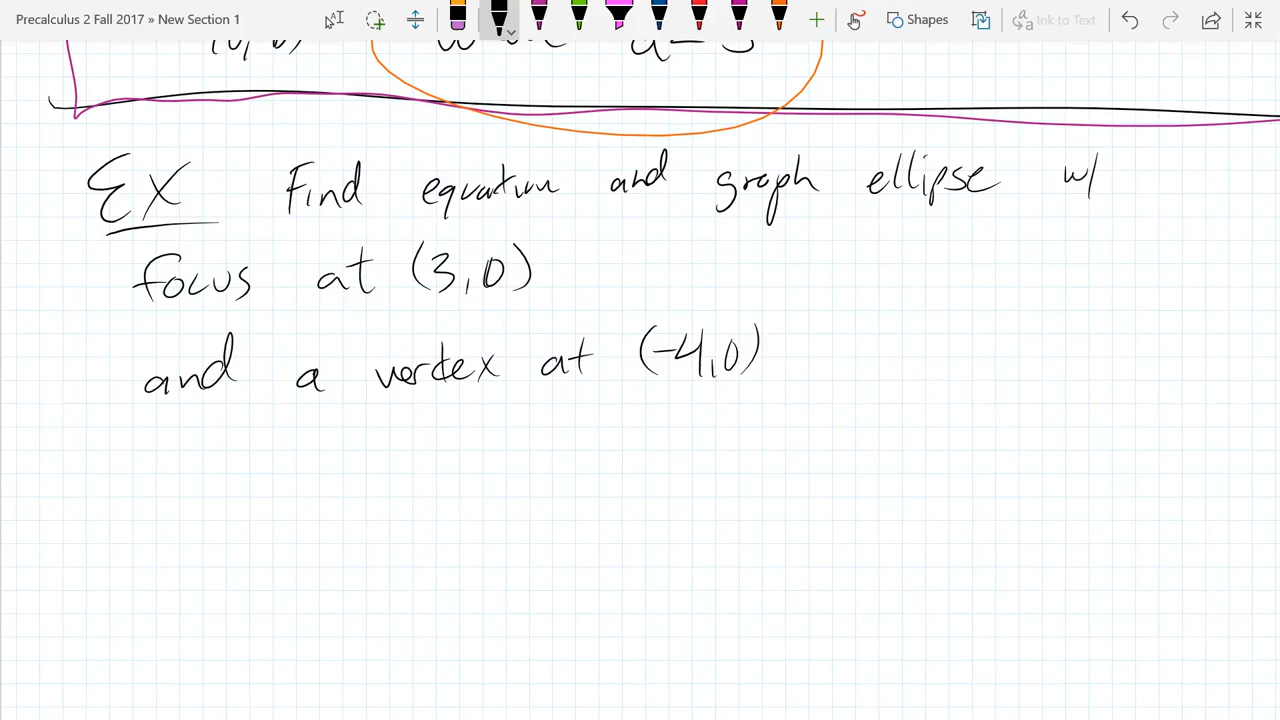 Precalculus 2 Fall 2017 » New Section 1
Shapes
Ink to Text
EX Find equation and graph ellipse w/
focus at (3,0)
and a vertex at (-4,0)